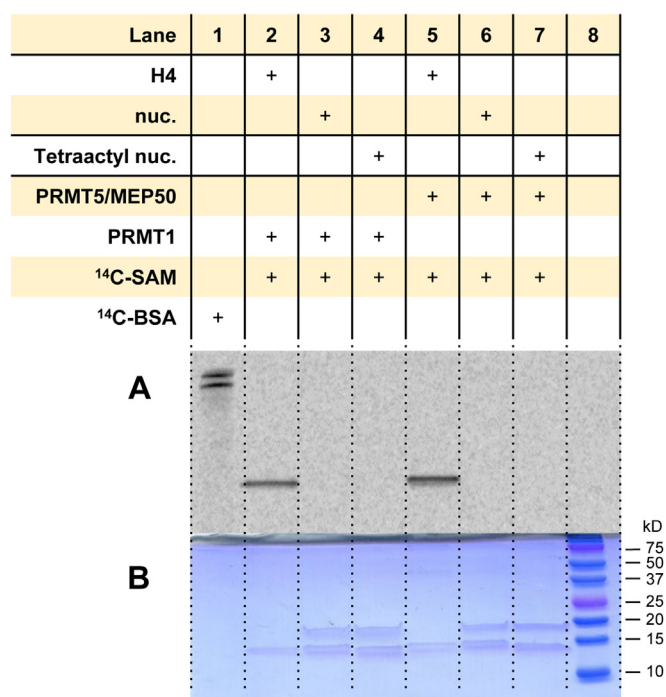 Lane 1 2 3 4 5 6 7 8
H4 + +
nuc. + +
Tetraactyl nuc. + +
PRMT5/MEP50 + + +
PRMT1 + + +
¹⁴C-SAM + + + + + +
¹⁴C-BSA +
A
kD
B
75
50
37
25
20
15
10